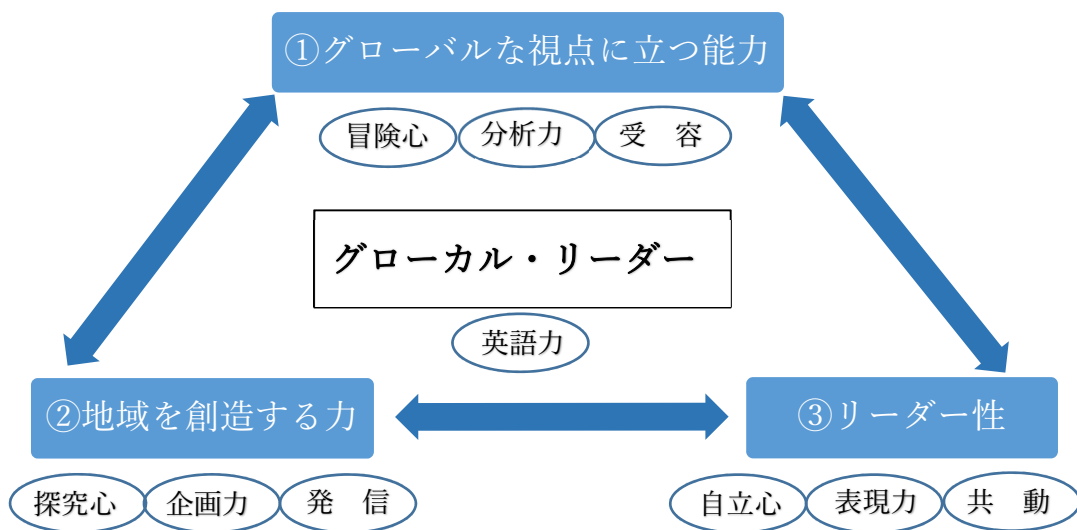 ①グローバルな視点に立つ能力
冒険心 分析力 受　容
グローカル・リーダー
英語力
②地域を創造する力
③リーダー性
探究心 企画力 発　信
自立心 表現力 共　動